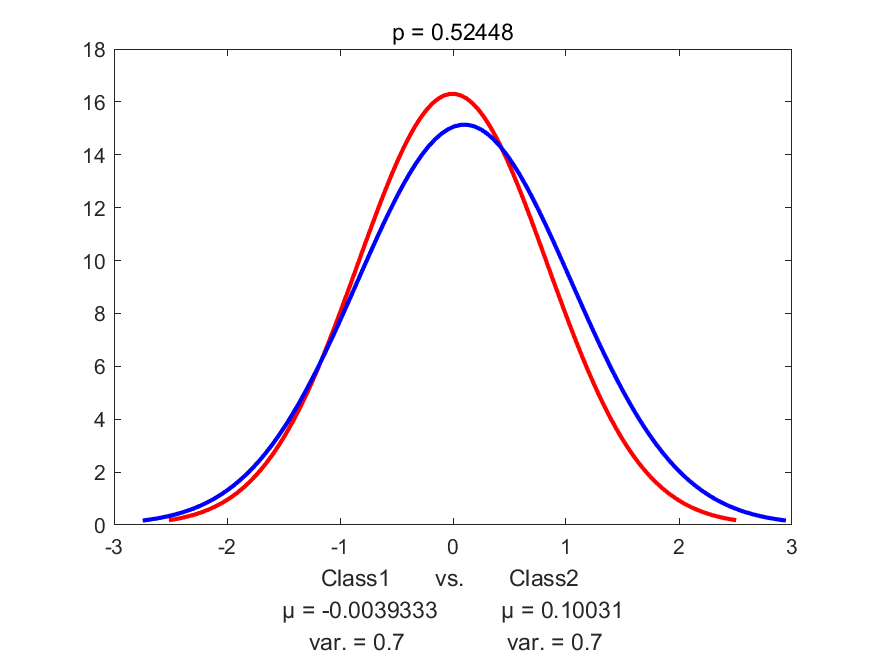 p = 0.52448
18
16
14
12
10
8
6
4
2
0
-3 -2 -1 0 1 2 3
Class1 vs. Class2
μ = -0.0039333 μ = 0.10031
var. = 0.7 var. = 0.7